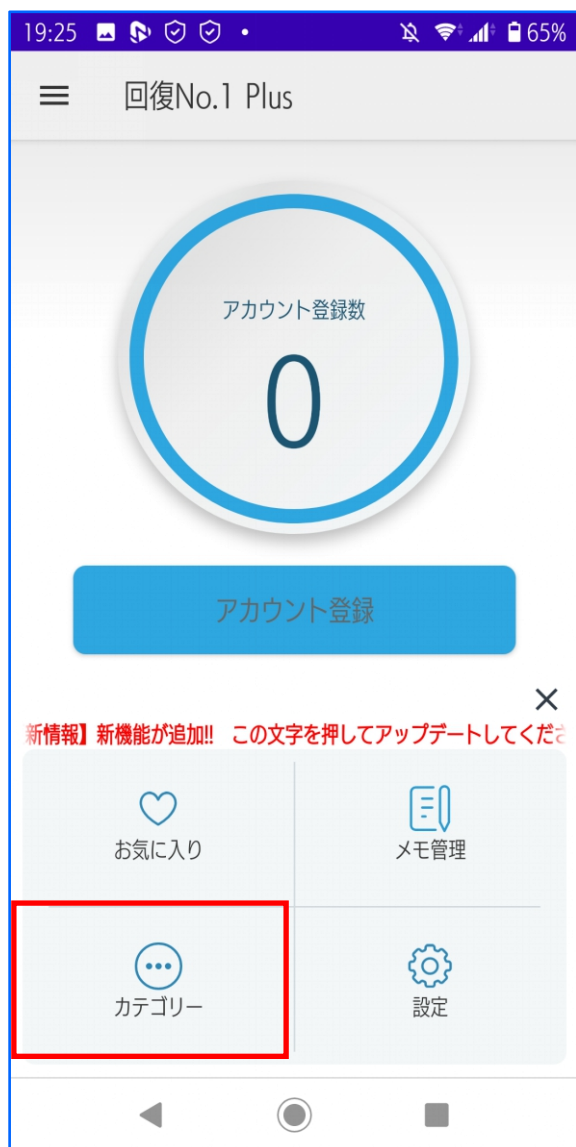 19:25 65%
回復No.1 Plus
アカウント登録数
0
アカウント登録
新情報】新機能が追加!! この文字を押してアップデートしてくださ
お気に入り メモ管理
カテゴリー 設定